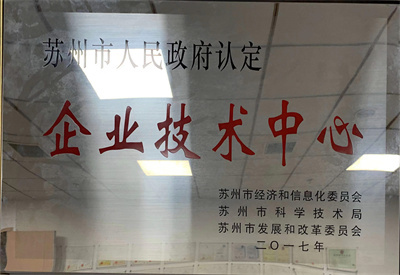 苏州市人民政府认定
企业技术中心
苏州市经济和信息化委员会
苏州市科学技术局
苏州市发展和改革委员会
二〇一七年